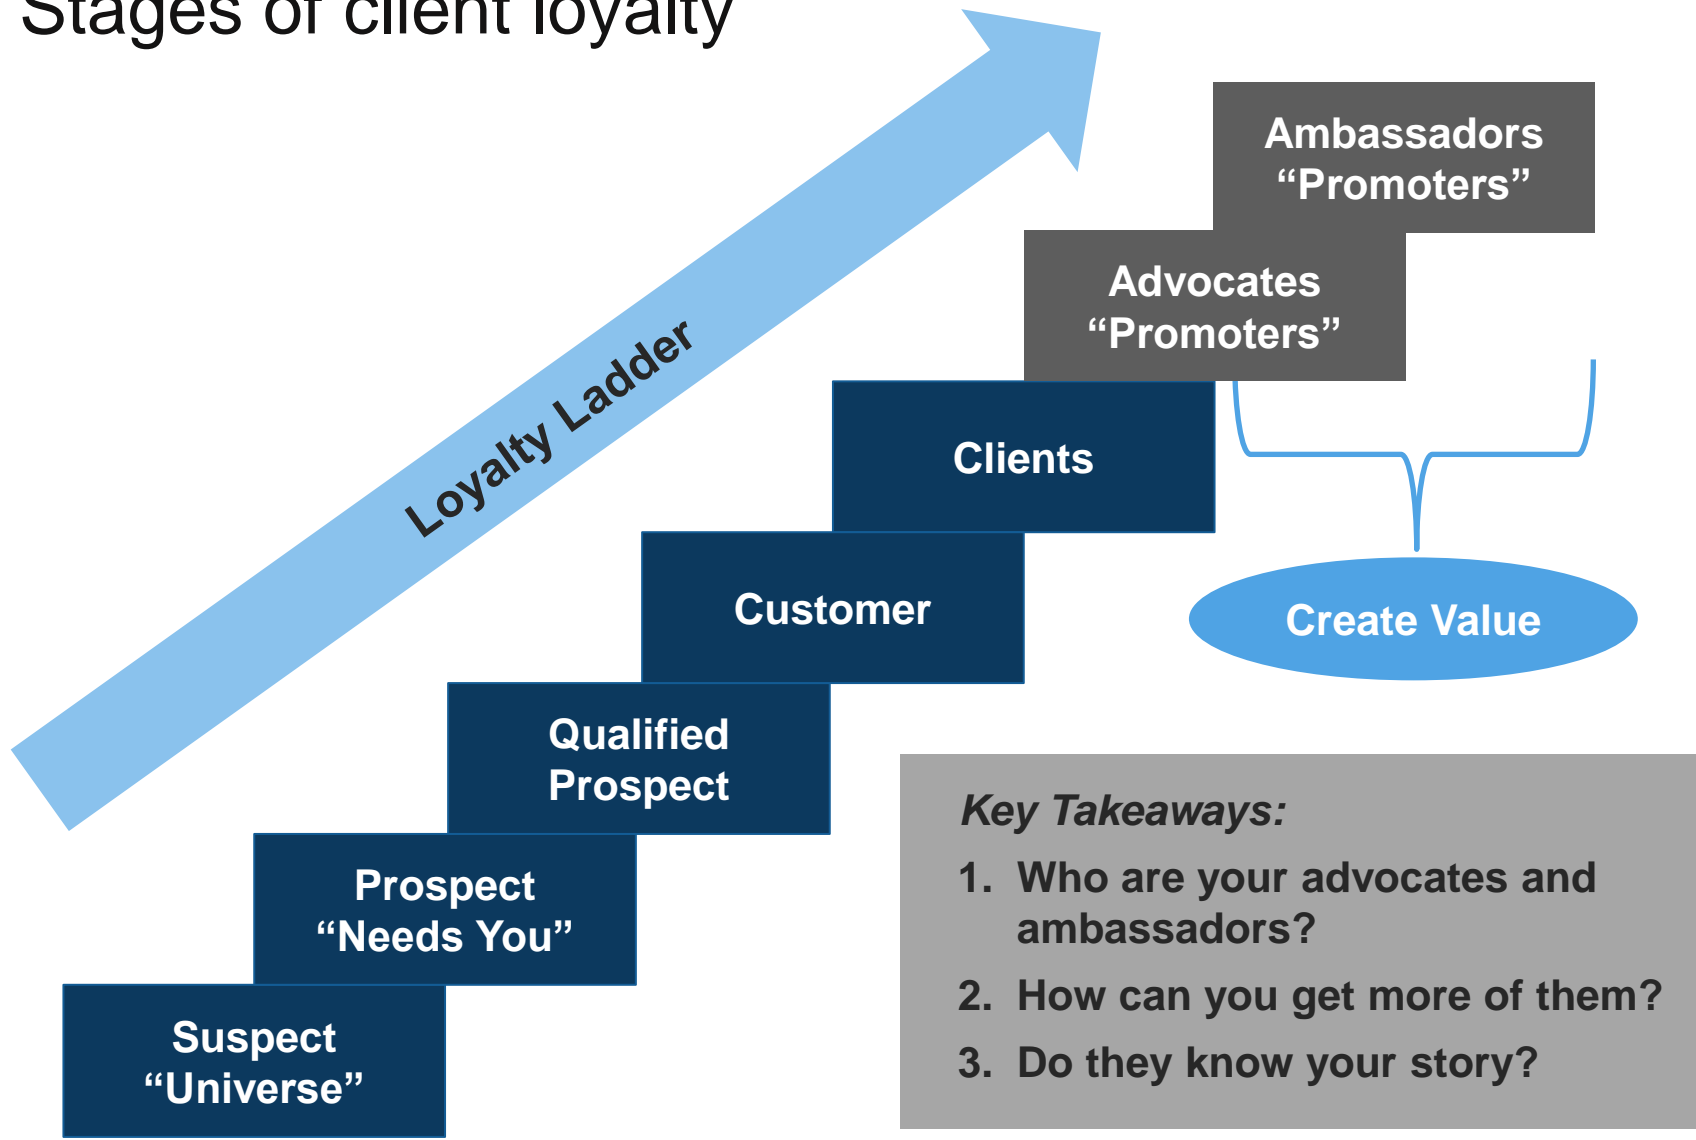 Stages of client loyalty
Ambassadors
“Promoters”
Advocates
“Promoters”
Loyalty Ladder
Clients
Customer
Create Value
Qualified
Prospect
Prospect
“Needs You”
Suspect
“Universe”
Key Takeaways:
1. Who are your advocates and
ambassadors?
2. How can you get more of them?
3. Do they know your story?